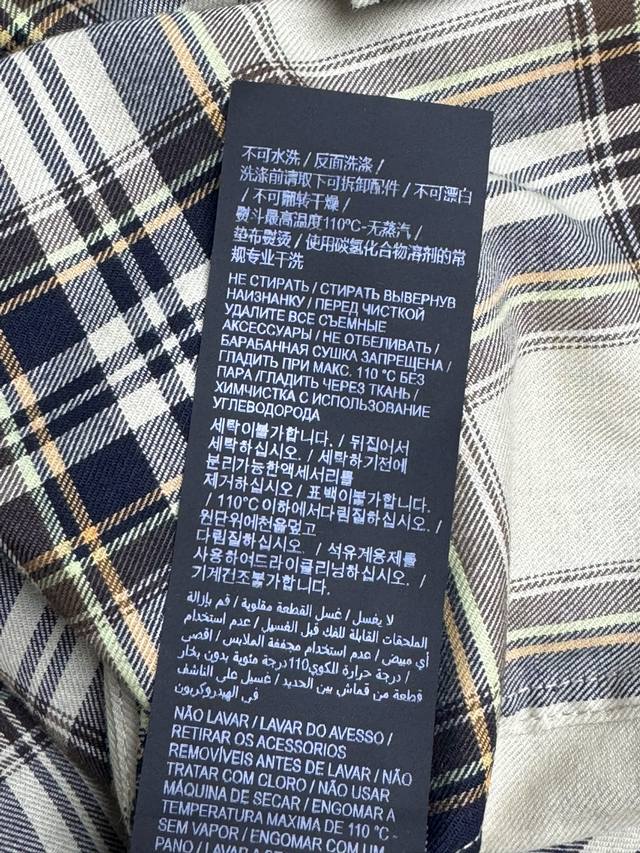 不可水洗 / 反面洗涤 /
洗涤前请取下可拆卸配件 / 不可漂白
/ 不可翻转干燥 /
熨斗最高温度110°C-无蒸汽 /
垫布熨烫 / 使用碳氢化合物溶剂的常
规专业干洗
НЕ СТИРАТЬ / СТИРАТЬ ВЫВЕРНУВ
НАИЗНАНКУ / ПЕРЕД ЧИСТКОЙ
УДАЛИТЕ ВСЕ СЪЕМНЫЕ
АКСЕССУАРЫ / НЕ ОТБЕЛИВАТЬ /
БАРАБАННАЯ СУШКА ЗАПРЕЩЕНА /
ГЛАДИТЬ ПРИ МАКС. 110 °C БЕЗ
ПАРА /ГЛАДИТЬ ЧЕРЕЗ ТКАНЬ /
ХИМЧИСТКА С ИСПОЛЬЗОВАНИЕ
УГЛЕВОДОРОДА
세탁이불가합니다. / 뒤집어서
세탁하십시오. / 세탁하기전에
분리가능한액세서리를
제거하십시오 / 표백이불가합니다.
/ 110°C이하에서다림질하십시오. /
원단위에천을덮고
다림질하십시오. / 석유계용제를
사용하여드라이클리닝하십시오. /
기계건조불가합니다.
لا يغسل / غسل القطعة مقلوبة / قم بإزالة
الملحقات القابلة للفك قبل الغسيل / عدم استخدام
أي مبيض / عدم استخدام مجففة الملابس / اقصى
درجة حرارة الكوي110درجة مئوية بدون بخار /
قطعة من قماش بين الحديد / غسيل على الناشف
في الهيدروكربون
NÃO LAVAR / LAVAR DO AVESSO /
RETIRAR OS ACESSORIOS
REMOVÍVEIS ANTES DE LAVAR / NÃO
TRATAR COM CLORO / NÃO USAR
MÁQUINA DE SECAR / ENGOMAR A
TEMPERATURA MAXIMA DE 110 °C -
SEM VAPOR / ENGOMAR COM UM
PANO / LAVAR A